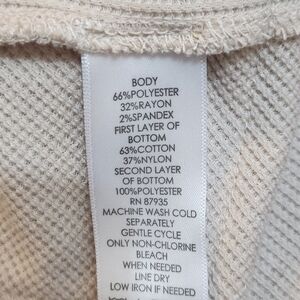 BODY
66%POLYESTER
32%RAYON
2%SPANDEX
FIRST LAYER OF
BOTTOM
63%COTTON
37%NYLON
SECOND LAYER
OF BOTTOM
100%POLYESTER
RN 87935
MACHINE WASH COLD
SEPARATELY
GENTLE CYCLE
ONLY NON-CHLORINE
BLEACH
WHEN NEEDED
LINE DRY
LOW IRON IF NEEDED